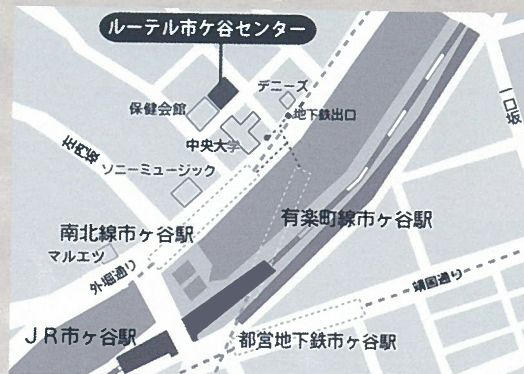 ルーテル市ケ谷センター
デニーズ
保健会館
地下鉄出口
一口坂
中央大学
左内坂
ソニーミュージック
有楽町線市ヶ谷駅
南北線市ヶ谷駅
マルエツ
外堀通り
靖国通り
JR市ヶ谷駅
都営地下鉄市ヶ谷駅